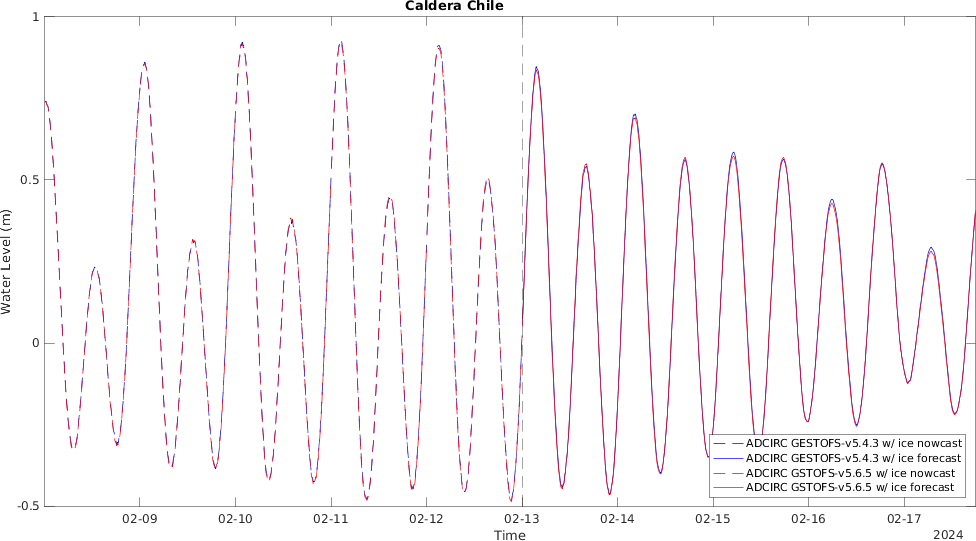 Caldera Chile
1
0.5
0
-0.5
Water Level (m)
ADCIRC GESTOFS-v5.4.3 w/ ice nowcast
ADCIRC GESTOFS-v5.4.3 w/ ice forecast
ADCIRC GSTOFS-v5.6.5 w/ ice nowcast
ADCIRC GSTOFS-v5.6.5 w/ ice forecast
02-09 02-10 02-11 02-12 02-13 02-14 02-15 02-16 02-17
Time
2024